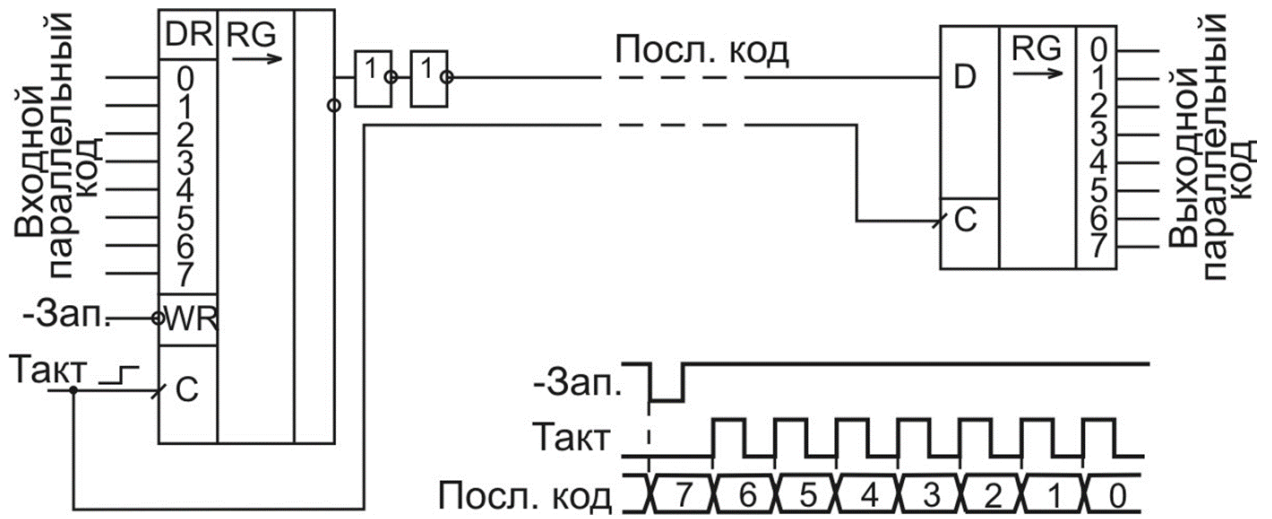 Входной
параллельный
код
DR
RG
0
1
2
3
4
5
6
7
-Зап.
WR
Такт
C
1
1
Посл. код
D
C
RG
0
1
2
3
4
5
6
7
Выходной
параллельный
код
-Зап.
Такт
Посл. код
7 6 5 4 3 2 1 0